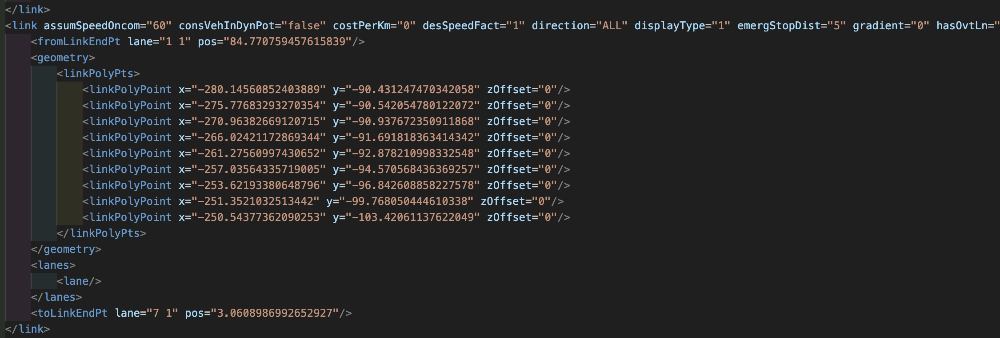 </link>
<link assumSpeedOncom="60" consVehInDynPot="false" costPerKm="0" desSpeedFact="1" direction="ALL" displayType="1" emergStopDist="5" gradient="0" hasOvtLn="
<fromLinkEndPt lane="1 1" pos="84.770759457615839"/>
<geometry>
<linkPolyPts>
<linkPolyPoint x="-280.14560852403889" y="-90.431247470342058" zOffset="0"/>
<linkPolyPoint x="-275.77683293270354" y="-90.542054780122072" zOffset="0"/>
<linkPolyPoint x="-270.96382669120715" y="-90.937672350911868" zOffset="0"/>
<linkPolyPoint x="-266.02421172869344" y="-91.691818363414342" zOffset="0"/>
<linkPolyPoint x="-261.27560997430652" y="-92.878210998332548" zOffset="0"/>
<linkPolyPoint x="-257.03564335719005" y="-94.570568436369257" zOffset="0"/>
<linkPolyPoint x="-253.62193380648796" y="-96.842608858227578" zOffset="0"/>
<linkPolyPoint x="-251.3521032513442" y="-99.768050444610338" zOffset="0"/>
<linkPolyPoint x="-250.54377362090253" y="-103.42061137622049" zOffset="0"/>
</linkPolyPts>
</geometry>
<lanes>
<lane/>
</lanes>
<toLinkEndPt lane="7 1" pos="3.0608986992652927"/>
</link>